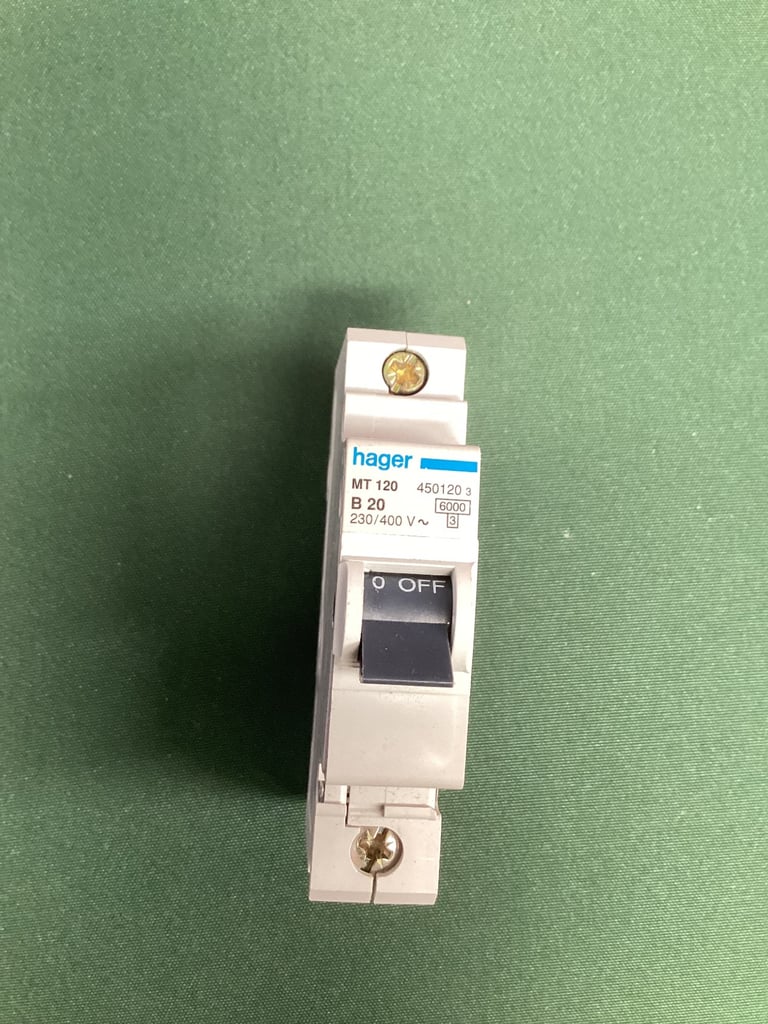 hager
MT 120 450120 3
B 20 6000
230/400 V ~ 3
0 OFF